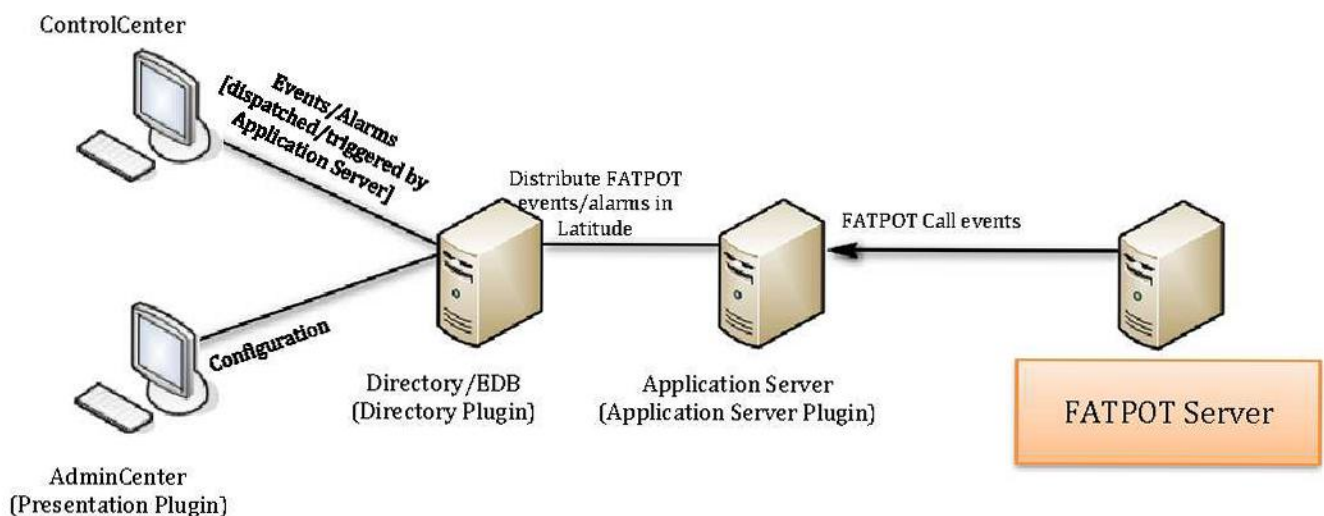 ControlCenter
Events/Alarms
[dispatched/triggered by
Application Server]
Distribute FATPOT
events/alarms in
Latitude
FATPOT Call events
Configuration
Directory/EDB
(Directory Plugin)
Application Server
(Application Server Plugin)
FATPOT Server
AdminCenter
(Presentation Plugin)